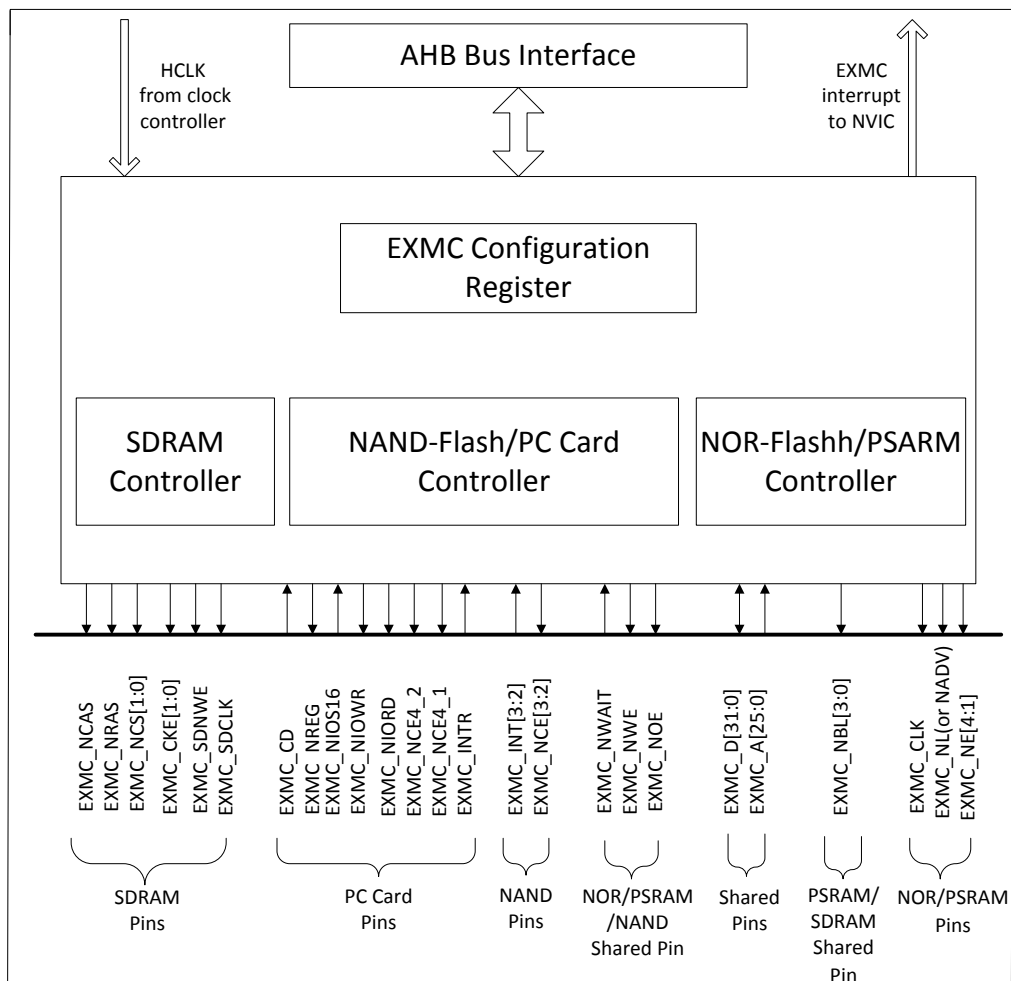 HCLK
from clock
controller
AHB Bus Interface
EXMC
interrupt
to NVIC
EXMC Configuration
Register
SDRAM
Controller
NAND-Flash/PC Card
Controller
NOR-Flashh/PSARM
Controller
EXMC_NCAS
EXMC_NRAS
EXMC_NCS[1:0]
EXMC_CKE[1:0]
EXMC_SDNWE
EXMC_SDCLK
EXMC_CD
EXMC_NREG
EXMC_NIOS16
EXMC_NIOWR
EXMC_NIORD
EXMC_NCE4_2
EXMC_NCE4_1
EXMC_INTR
EXMC_INT[3:2]
EXMC_NCE[3:2]
EXMC_NWAIT
EXMC_NWE
EXMC_NOE
EXMC_D[31:0]
EXMC_A[25:0]
EXMC_NBL[3:0]
EXMC_CLK
EXMC_NL(or NADV)
EXMC_NE[4:1]
SDRAM
Pins
PC Card
Pins
NAND
Pins
NOR/PSRAM
/NAND
Shared Pin
Shared
Pins
PSRAM/
SDRAM
Shared
Pin
NOR/PSRAM
Pins